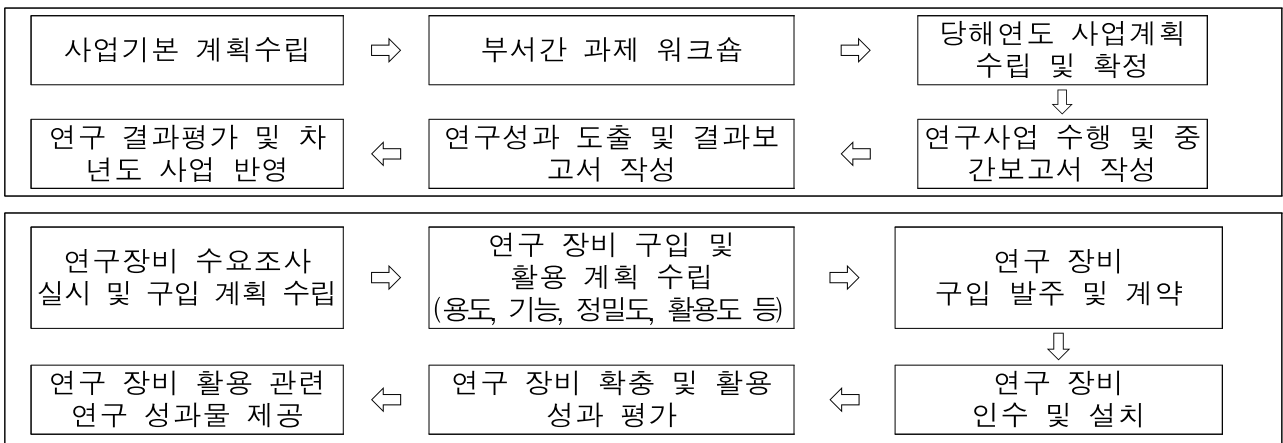 사업기본 계획수립 ⇨ 부서간 과제 워크숍 ⇨ 당해연도 사업계획
수립 및 확정
⇩
연구 결과평가 및 차
년도 사업 반영
⇦
연구성과 도출 및 결과보
고서 작성
⇦
연구사업 수행 및 중
간보고서 작성
연구장비 수요조사
실시 및 구입 계획 수립
⇨
연구 장비 구입 및
활용 계획 수립
(용도, 기능, 정밀도, 활용도 등)
⇨
연구 장비
구입 발주 및 계약
⇩
연구 장비 활용 관련
연구 성과물 제공
⇦
연구 장비 확충 및 활용
성과 평가
⇦
연구 장비
인수 및 설치